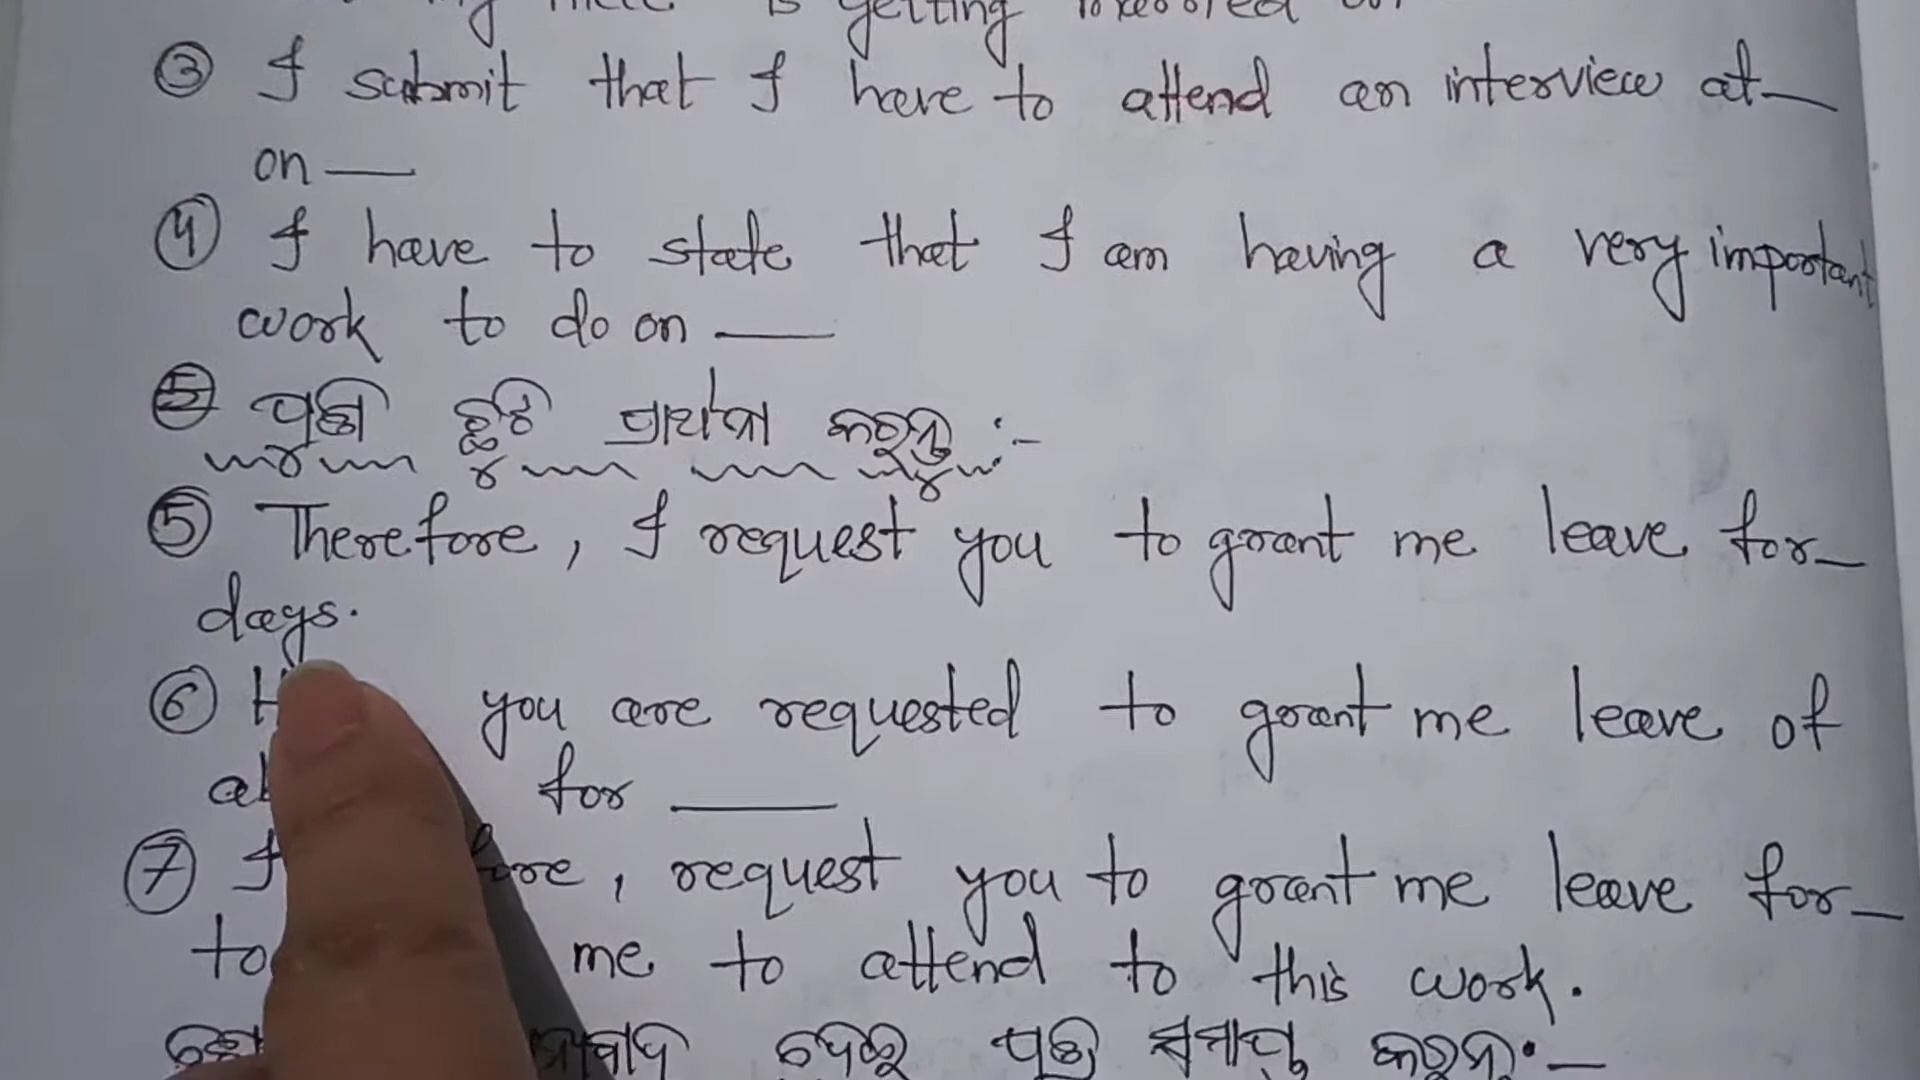 is getting
③ I submit that I have to attend an interview at—
on —
④ I have to state that I am having a very important
work to do on —
ପୁଣି ଛୁଟି ପ୍ରାର୍ଥନା କରନ୍ତୁ :-
⑤ Therefore, I request you to grant me leave for—
days.
⑥ you are requested to grant me leave of
for —
⑦ I request you to grant me leave for—
me to attend to this work.
କରନ୍ତୁ :—